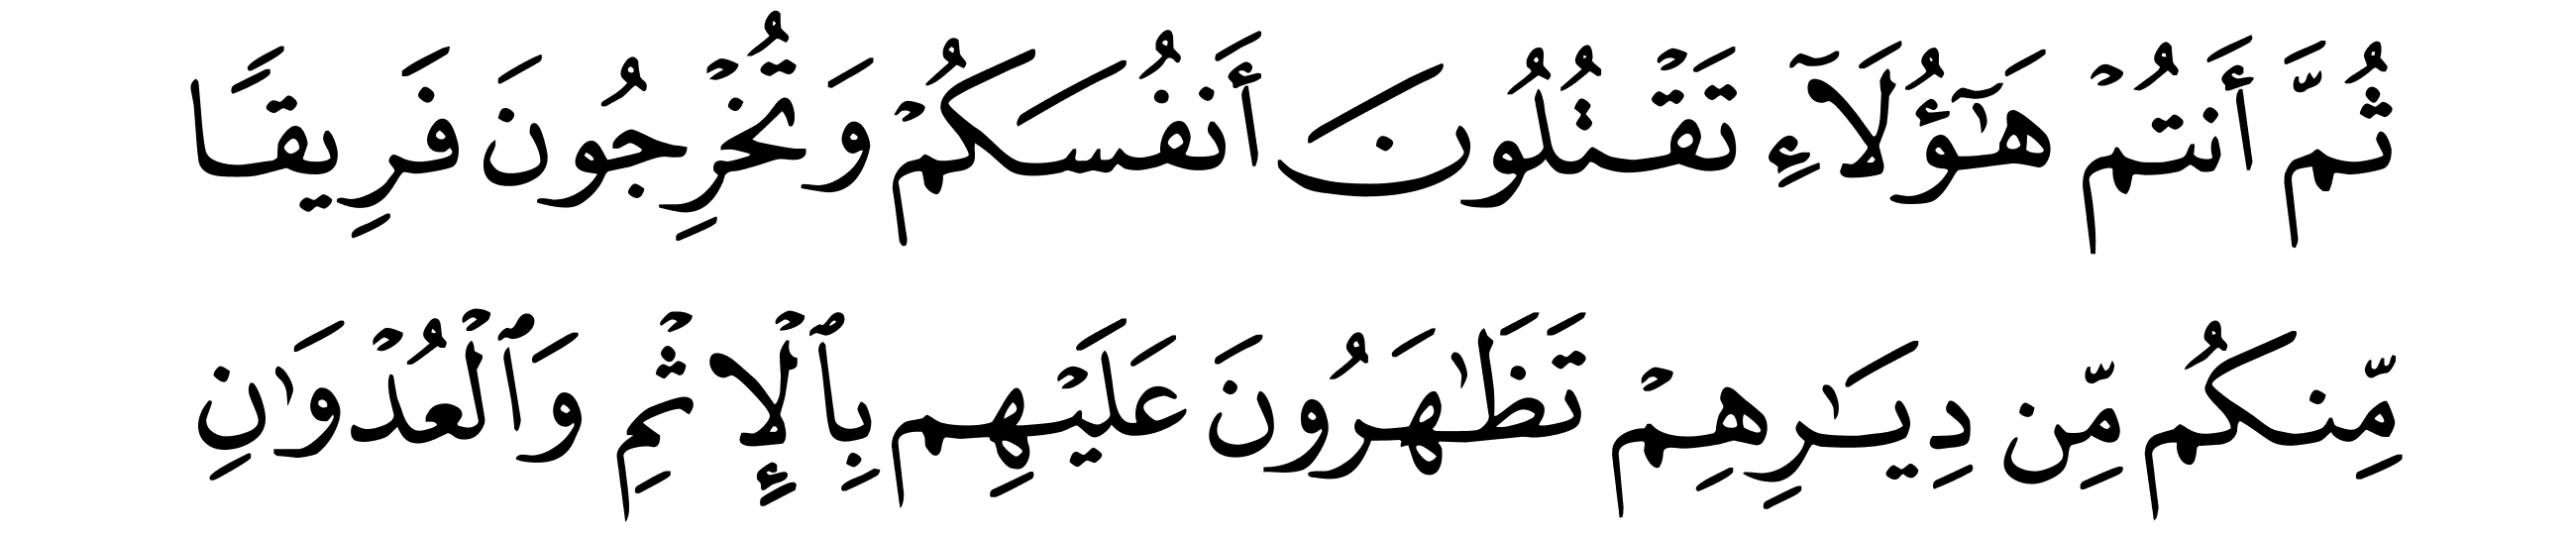 ثُمَّ أَنتُمْ هَٰٓؤُلَآءِ تَقْتُلُونَ أَنفُسَكُمْ وَتُخْرِجُونَ فَرِيقًا
مِّنكُم مِّن دِيَٰرِهِمْ تَظَٰهَرُونَ عَلَيْهِم بِٱلْإِثْمِ وَٱلْعُدْوَٰنِ